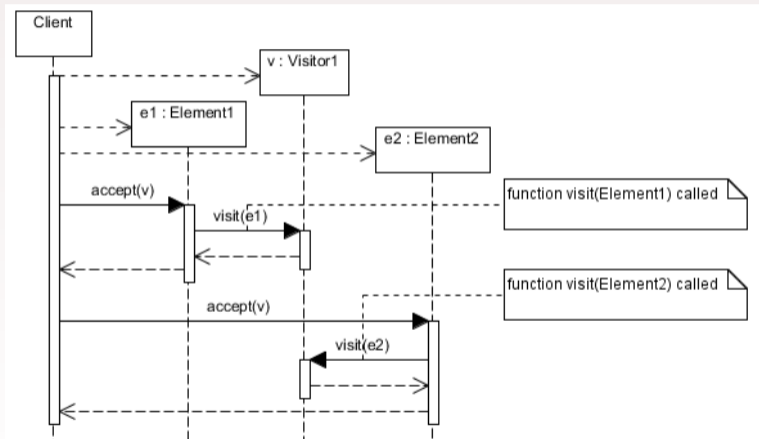 Client
v : Visitor1
e1 : Element1
e2 : Element2
accept(v)
function visit(Element1) called
visit(e1)
function visit(Element2) called
accept(v)
visit(e2)